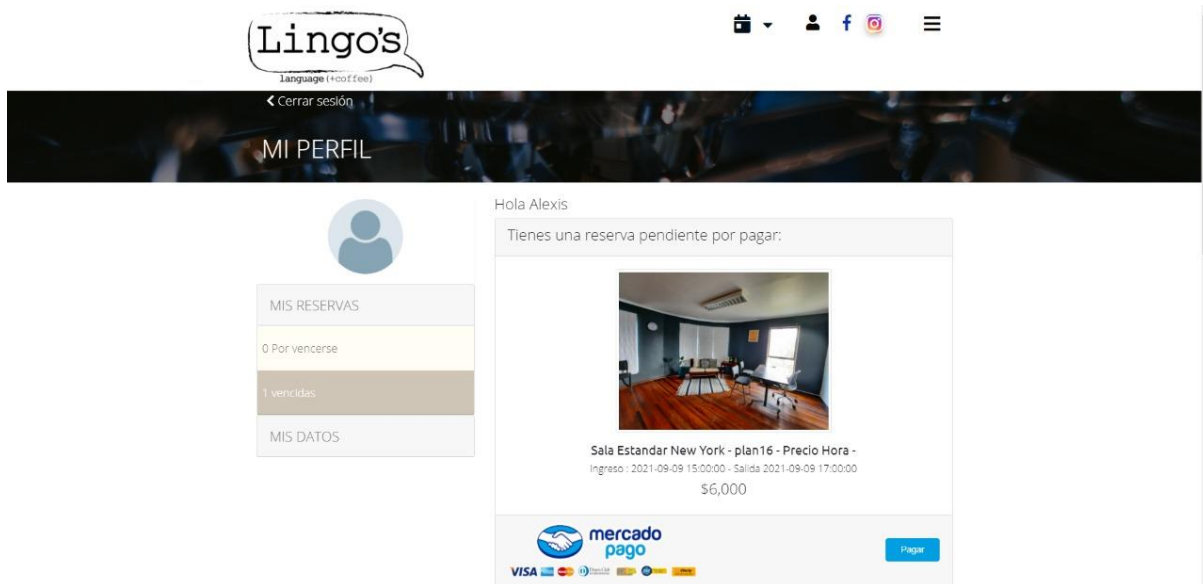 Lingo's
language (+coffee)
Cerrar sesión
MI PERFIL
Hola Alexis
Tienes una reserva pendiente por pagar:
MIS RESERVAS
0 Por vencerse
1 vencidas
MIS DATOS
Sala Estandar New York - plan16 - Precio Hora -
Ingreso : 2021-09-09 15:00:00 - Salida 2021-09-09 17:00:00
$6,000
mercado
pago
Pagar
VISA